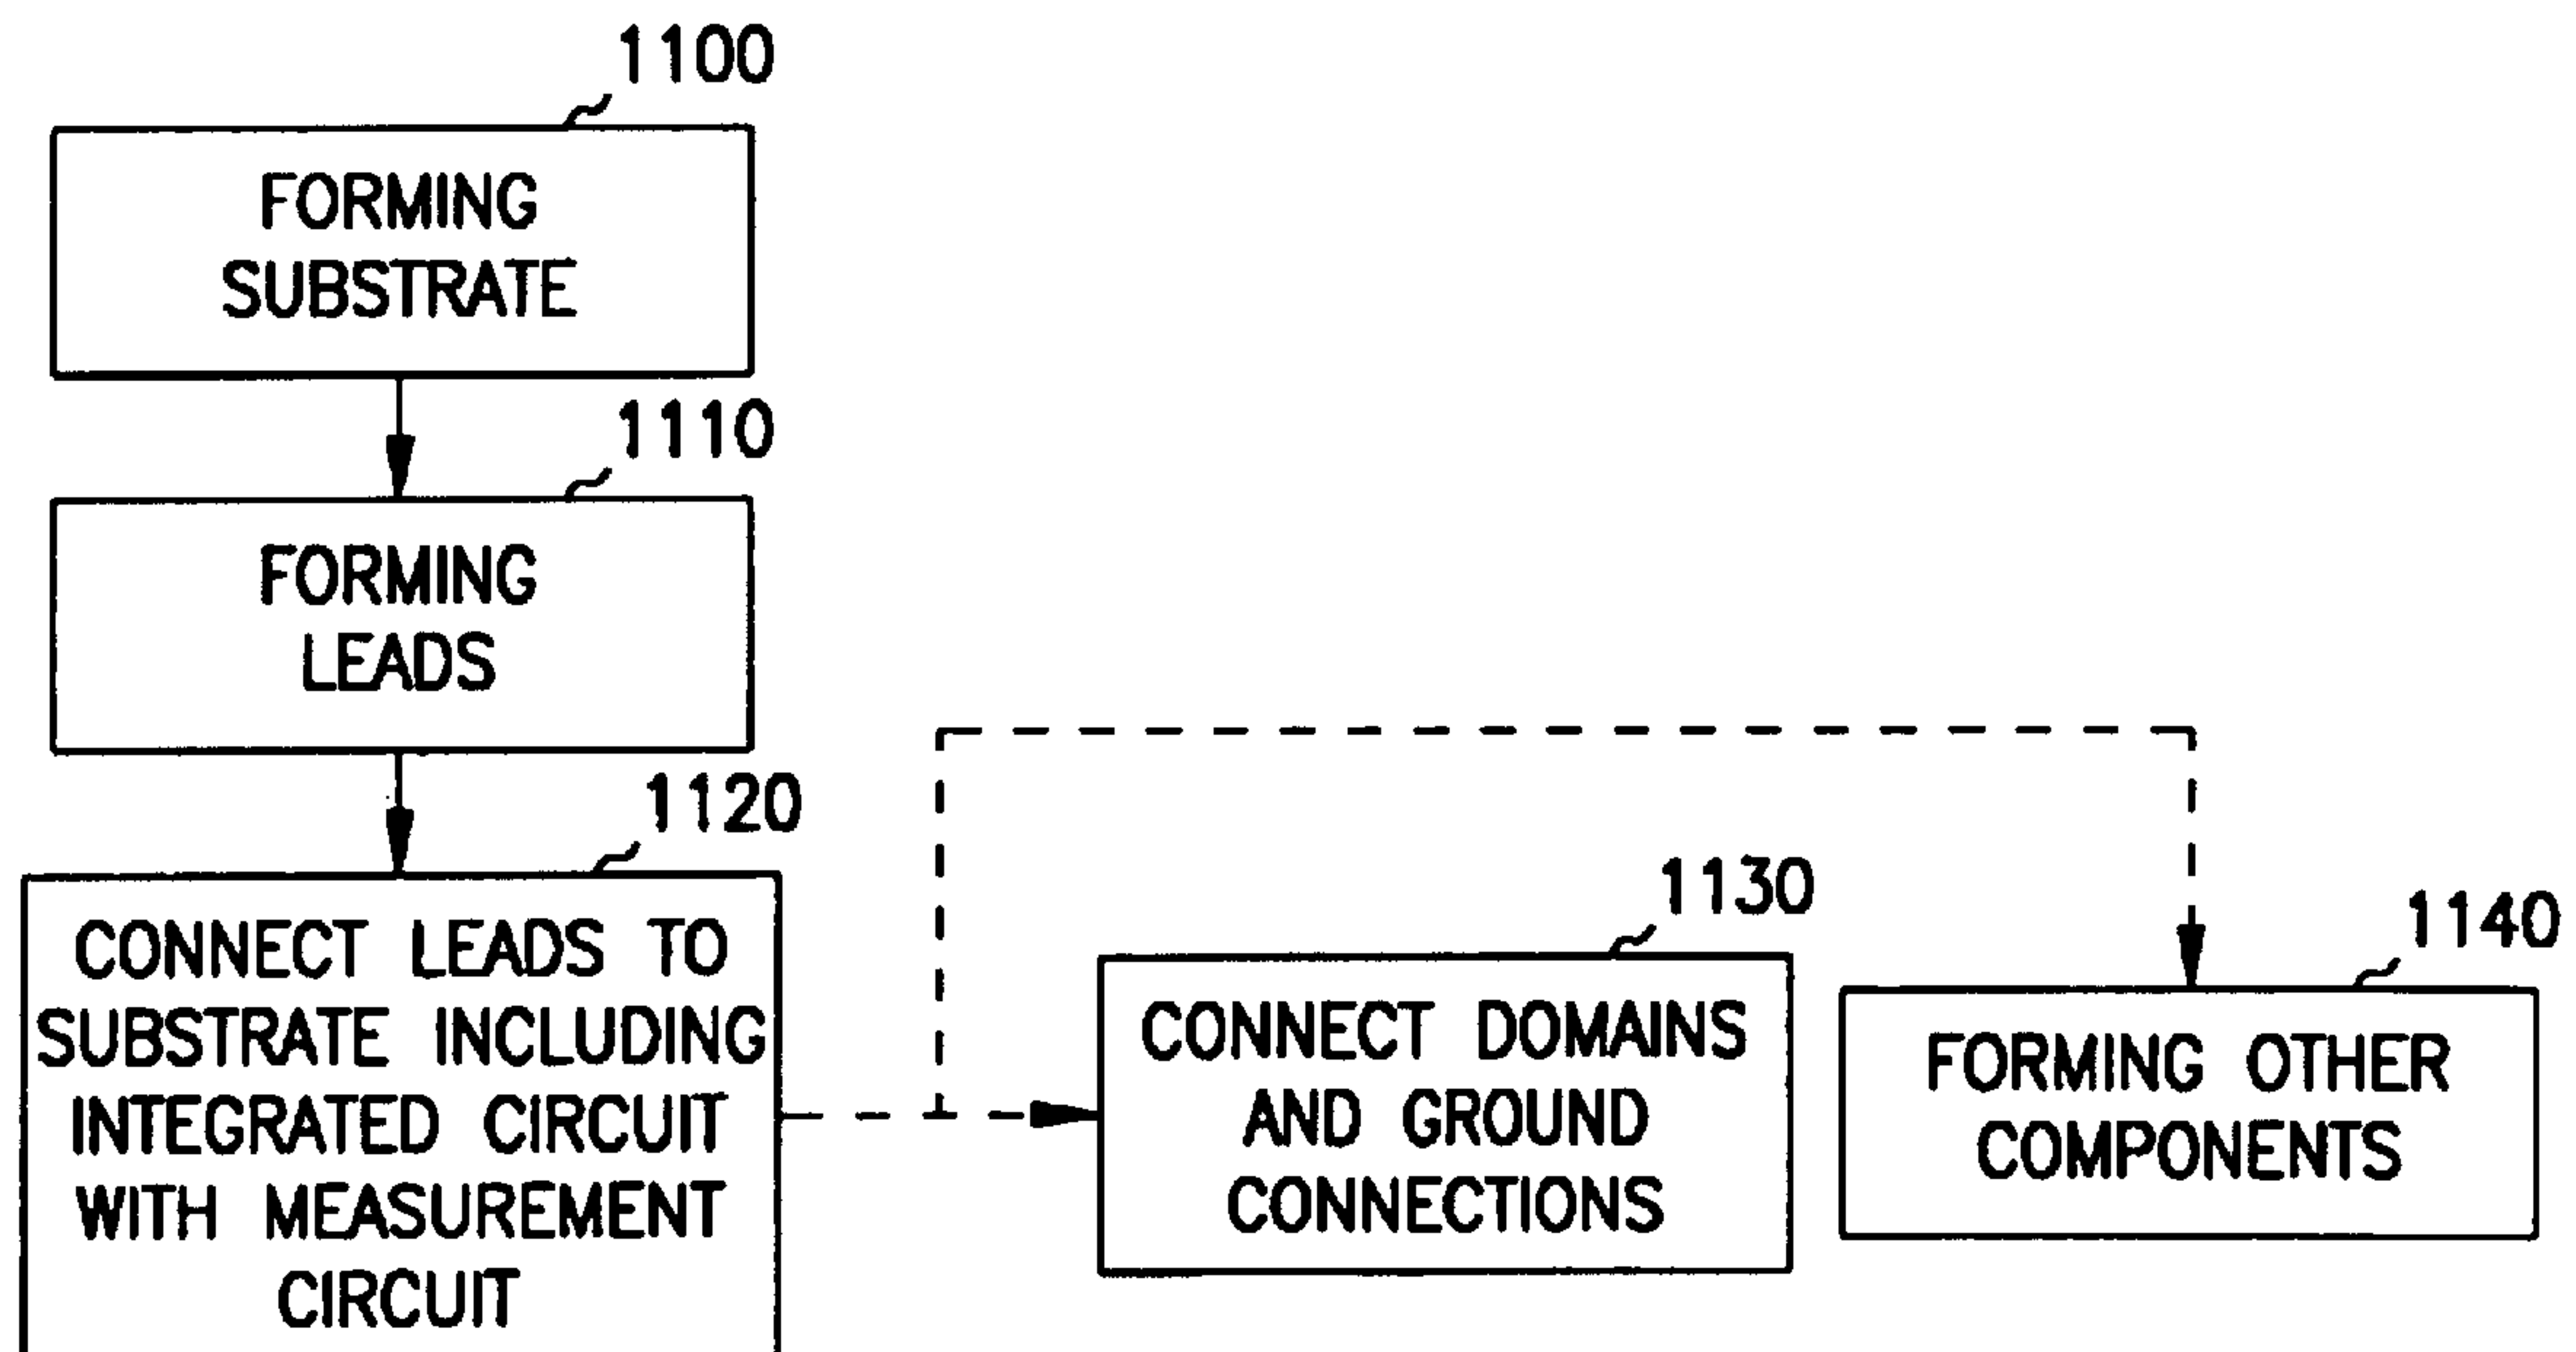 1100
FORMING
SUBSTRATE
1110
FORMING
LEADS
1120
CONNECT LEADS TO
SUBSTRATE INCLUDING
INTEGRATED CIRCUIT
WITH MEASUREMENT
CIRCUIT
1130
CONNECT DOMAINS
AND GROUND
CONNECTIONS
1140
FORMING OTHER
COMPONENTS